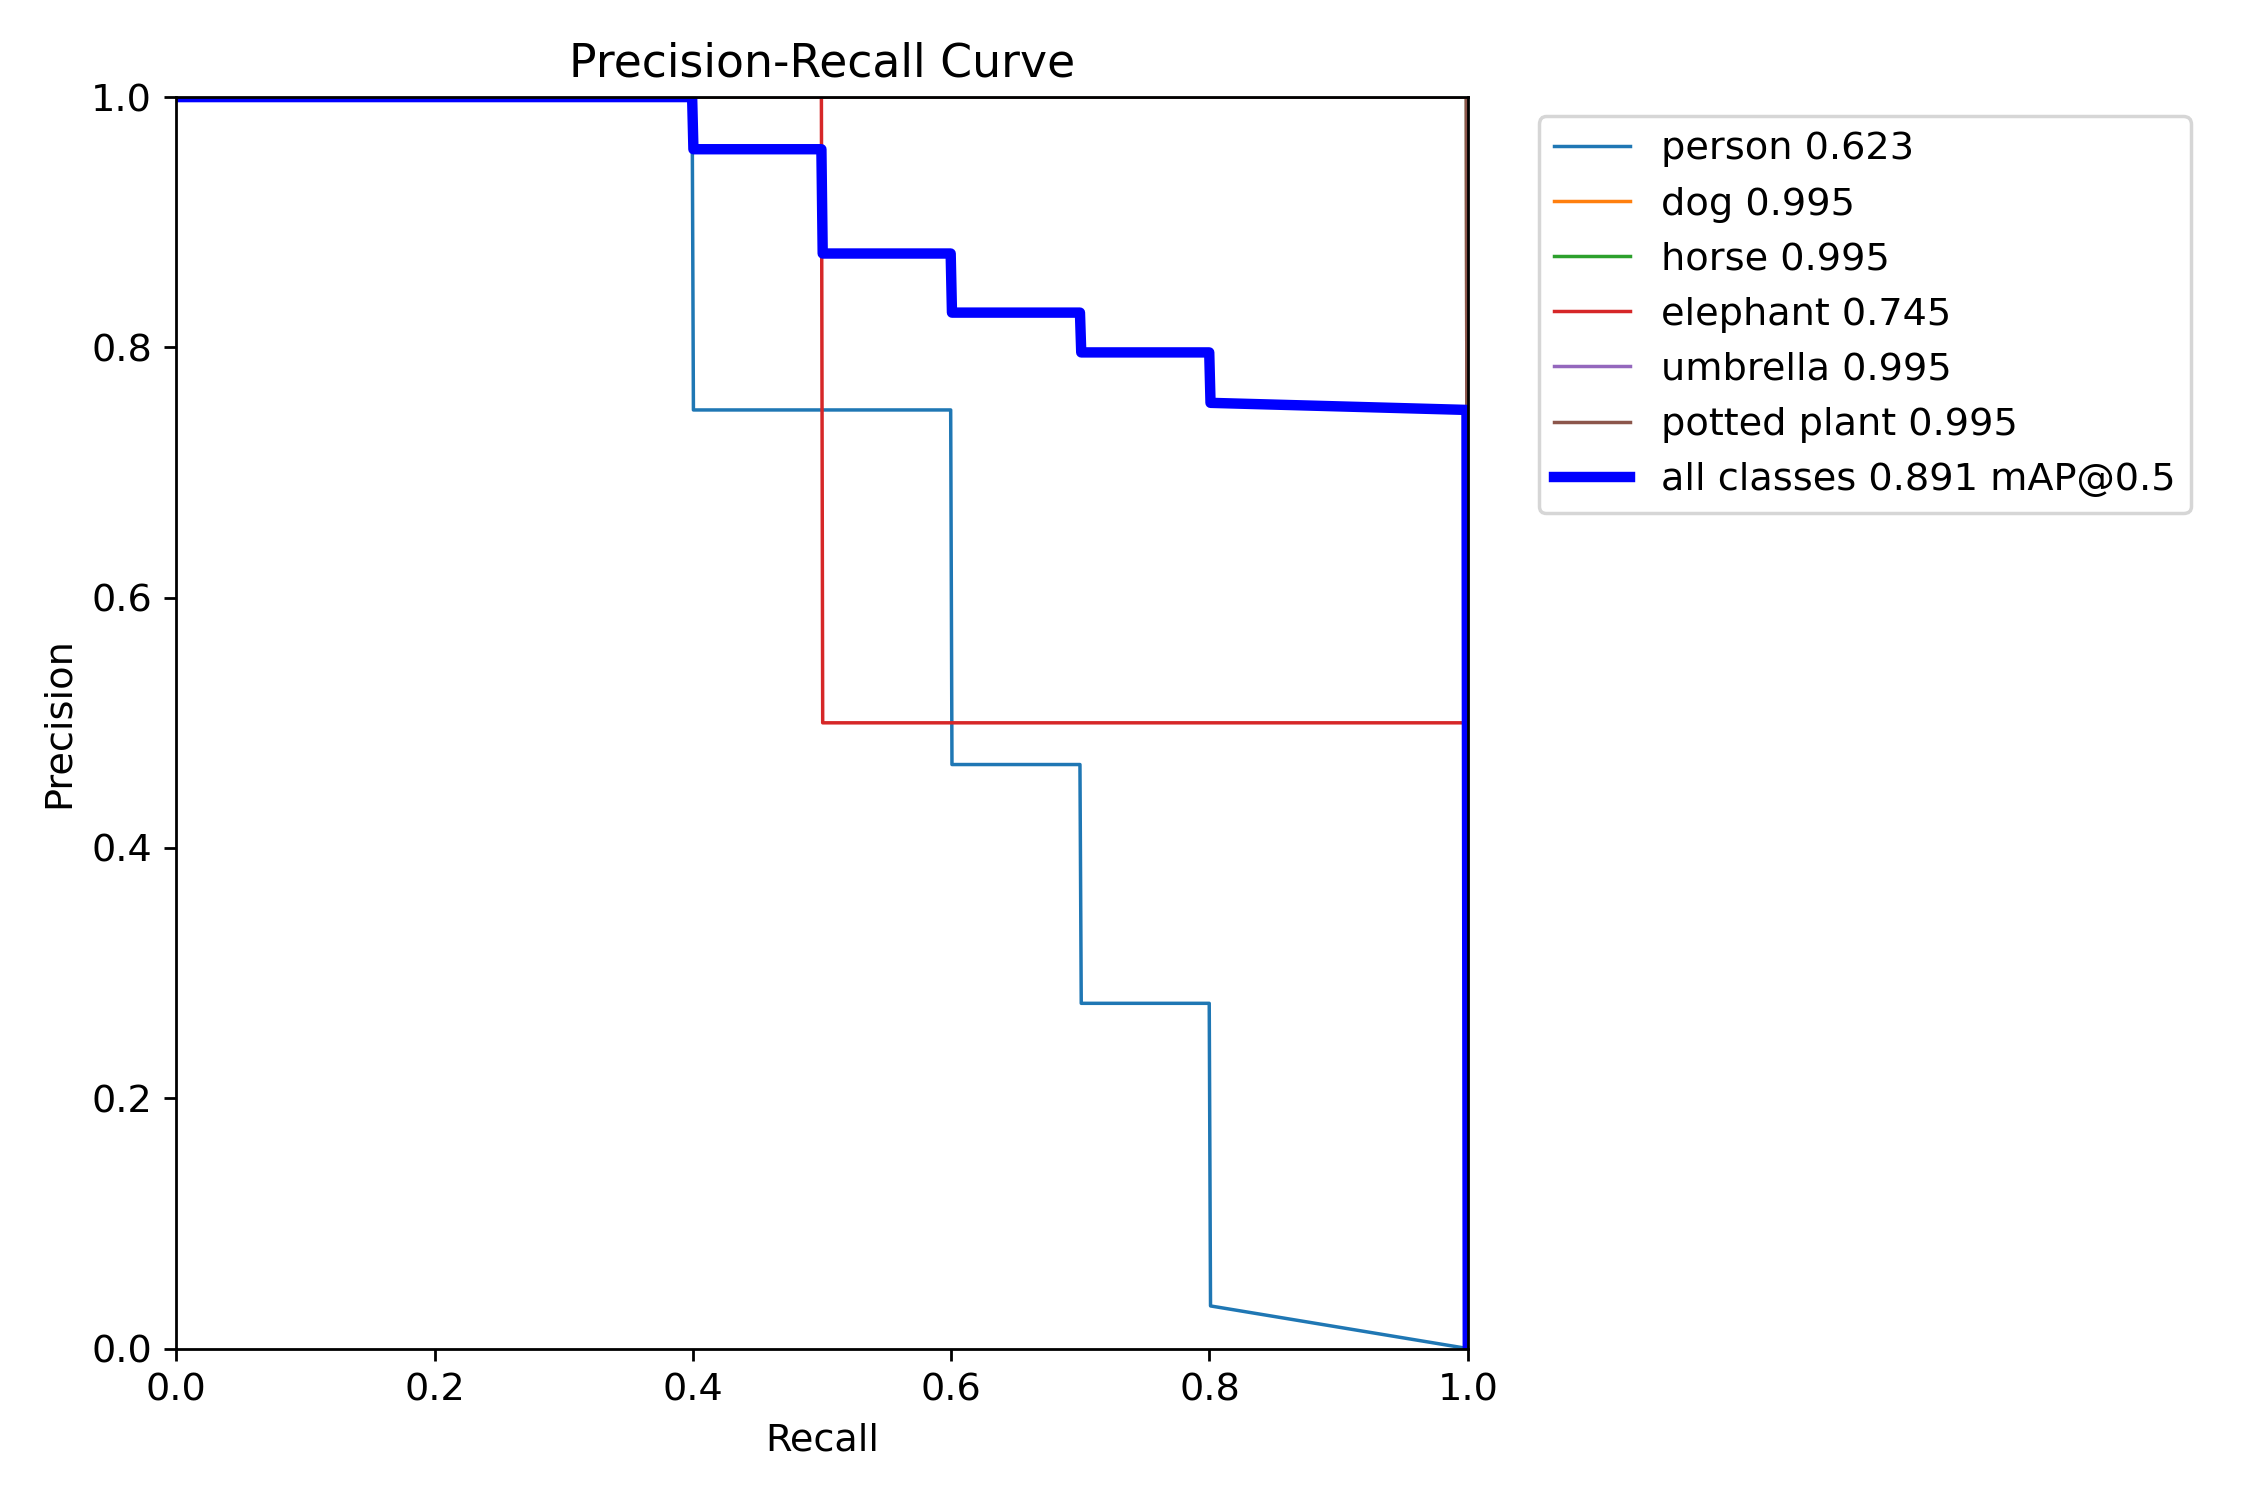 Precision-Recall Curve
1.0
0.8
0.6
0.4
0.2
0.0
Precision
0.0 0.2 0.4 0.6 0.8 1.0
Recall
person 0.623
dog 0.995
horse 0.995
elephant 0.745
umbrella 0.995
potted plant 0.995
all classes 0.891 mAP@0.5